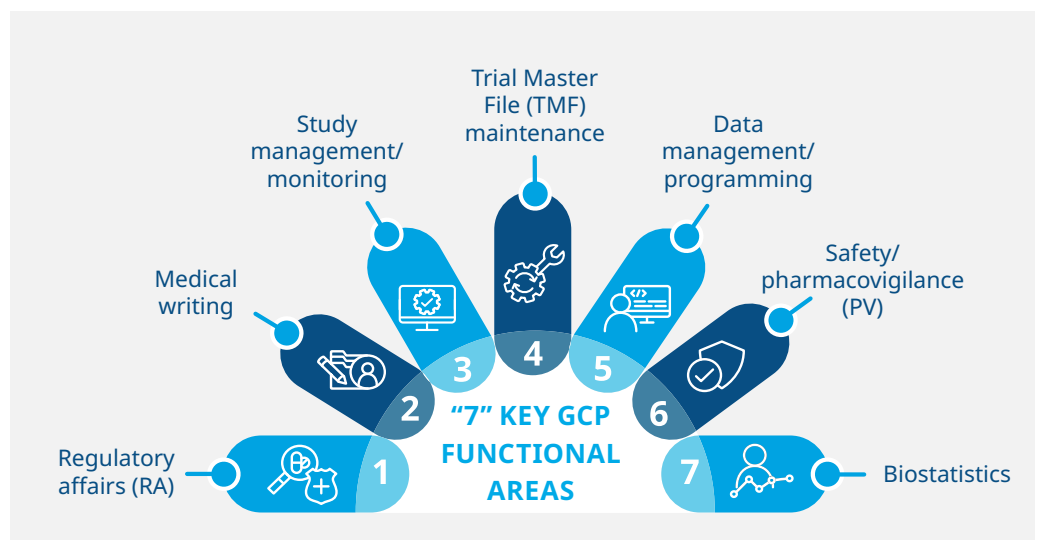 Trial Master
File (TMF)
maintenance
Study
management/
monitoring
Data
management/
programming
Medical
writing
Safety/
pharmacovigilance
(PV)
Regulatory
affairs (RA)
Biostatistics
1
2
3
4
5
6
7
</>
“7” KEY GCP
FUNCTIONAL
AREAS